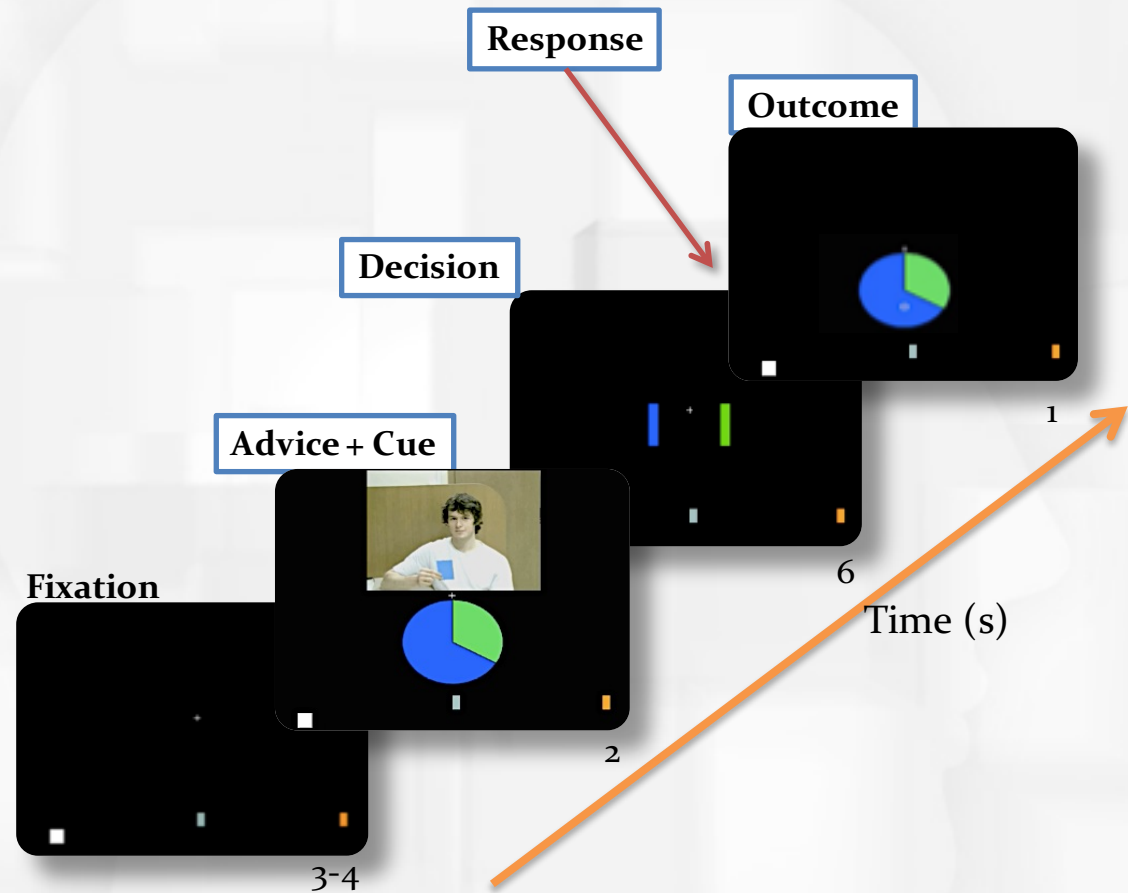 Response
Outcome
Decision
1
Advice + Cue
6
Fixation
Time (s)
2
3-4